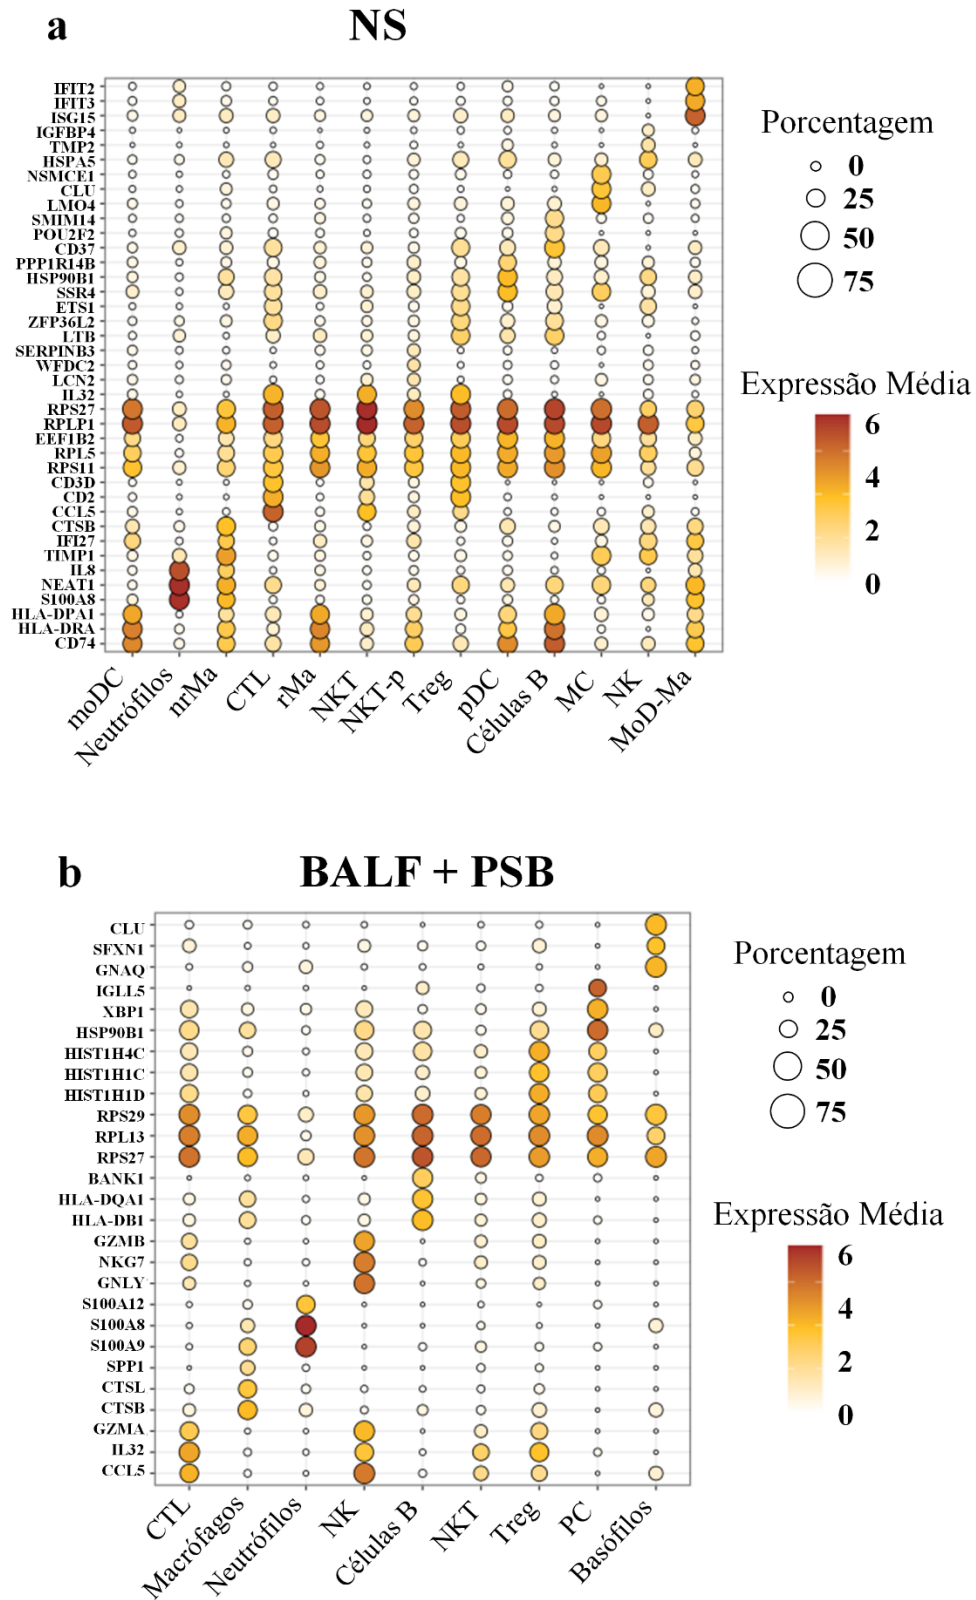 a
NS
IFIT2
IFIT3
ISG15
IGFBP4
TMP2
HSPA5
NSMCE1
CLU
LMO4
SMIM14
POU2F2
CD37
PPP1R14B
HSP90B1
SSR4
ETS1
ZFP36L2
LTB
SERPINB3
WFDC2
LCN2
IL32
RPS27
RPLP1
EEF1B2
RPL5
RPS11
CD3D
CD2
CCL5
CTSB
IFI27
TIMP1
IL8
NEAT1
S100A8
HLA-DPA1
HLA-DRA
CD74
moDC
Neutrófilos
nrMa
CTL
rMa
NKT
NKT-p
Treg
pDC
Células B
MC
NK
MoD-Ma
Porcentagem
0
25
50
75
Expressão Média
6
4
2
0
b
BALF + PSB
CLU
SFXN1
GNAQ
IGLL5
XBP1
HSP90B1
HIST1H4C
HIST1H1C
HIST1H1D
RPS29
RPL13
RPS27
BANK1
HLA-DQA1
HLA-DB1
GZMB
NKG7
GNLY
S100A12
S100A8
S100A9
SPP1
CTSL
CTSB
GZMA
IL32
CCL5
CTL
Macrófagos
Neutrófilos
NK
Células B
NKT
Treg
PC
Basófilos
Porcentagem
0
25
50
75
Expressão Média
6
4
2
0